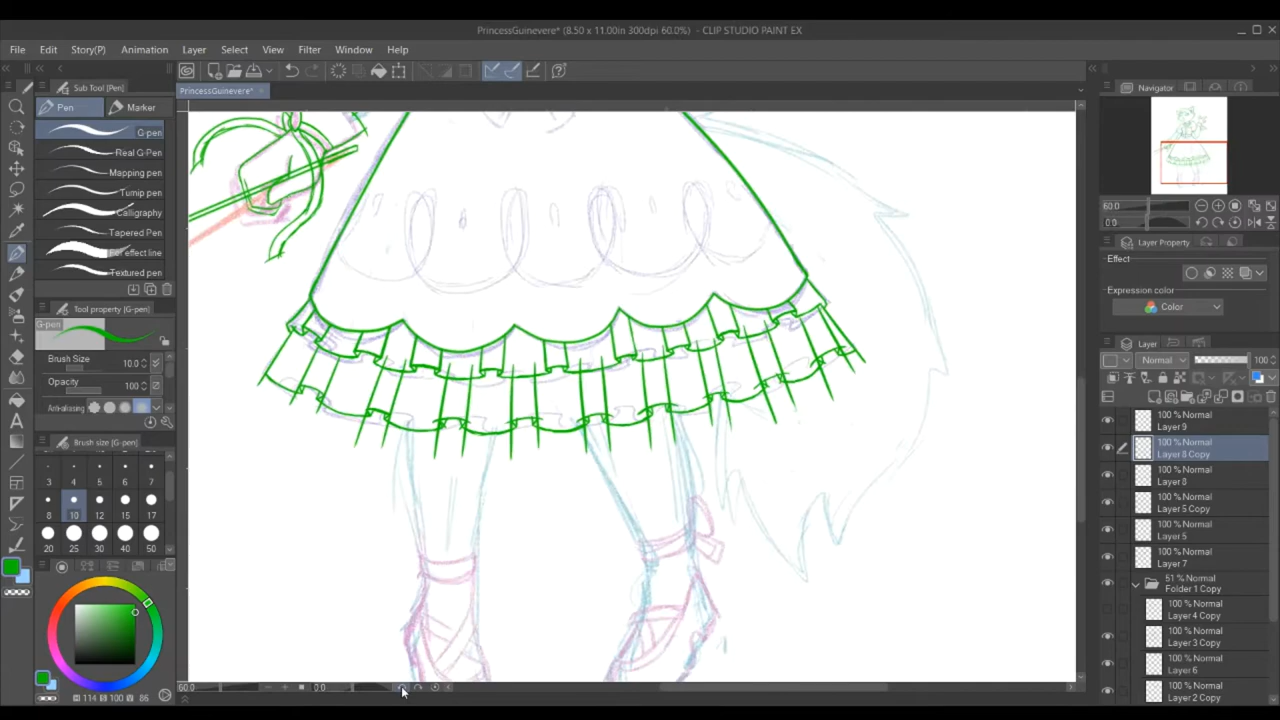 PrincessGuinevere* (8.50 x 11.00in 300dpi 60.0%) - CLIP STUDIO PAINT EX
File Edit Story(P) Animation Layer Select View Filter Window Help
Sub Tool [Pen]
PrincessGuinevere*
Navigator
Pen Marker
G-pen
Real G-Pen
Mapping pen
Turnip pen
Calligraphy
Tapered Pen
For effect line
Textured pen
Tool property [G-pen]
G-pen
Brush Size 10.0
Opacity 100
Anti-aliasing
Brush size [G-pen]
3 4 5 6 7
8 10 12 15 17
20 25 30 40 50
114 100 86
60.0 0.0
60.0
0.0
Layer Property
Effect
Expression color
Color
Layer
Normal 100
100 % Normal
Layer 9
100 % Normal
Layer 8 Copy
100 % Normal
Layer 8
100 % Normal
Layer 5 Copy
100 % Normal
Layer 5
100 % Normal
Layer 7
51 % Normal
Folder 1 Copy
100 % Normal
Layer 4 Copy
100 % Normal
Layer 3 Copy
100 % Normal
Layer 6
100 % Normal
Layer 2 Copy